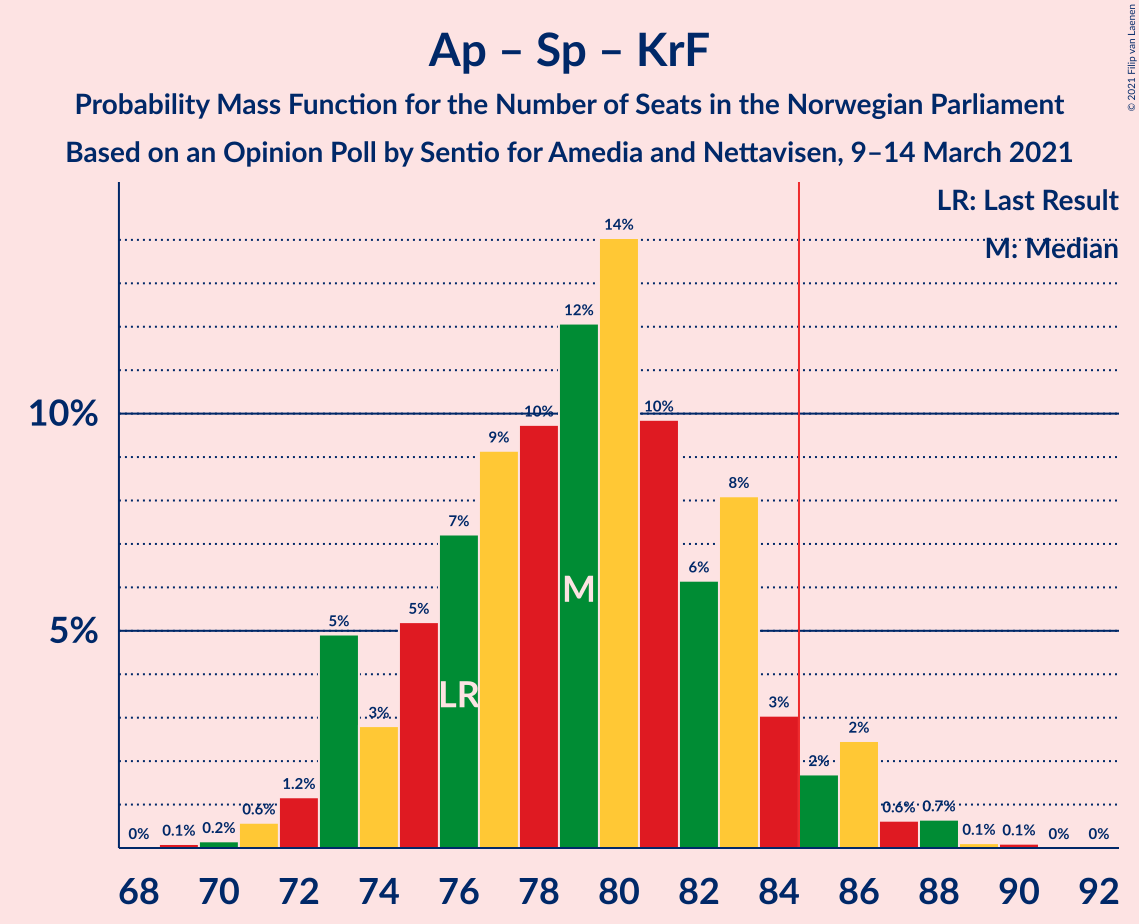 Ap – Sp – KrF
Probability Mass Function for the Number of Seats in the Norwegian Parliament
Based on an Opinion Poll by Sentio for Amedia and Nettavisen, 9–14 March 2021
© 2021 Filip van Laenen
LR: Last Result
M: Median
10%
5%
0% 0.1% 0.2% 0.6% 1.2% 5% 3% 5% 7% 9% 10% 12% 14% 10% 6% 8% 3% 2% 2% 0.6% 0.7% 0.1% 0.1% 0% 0%
M
LR
68 70 72 74 76 78 80 82 84 86 88 90 92